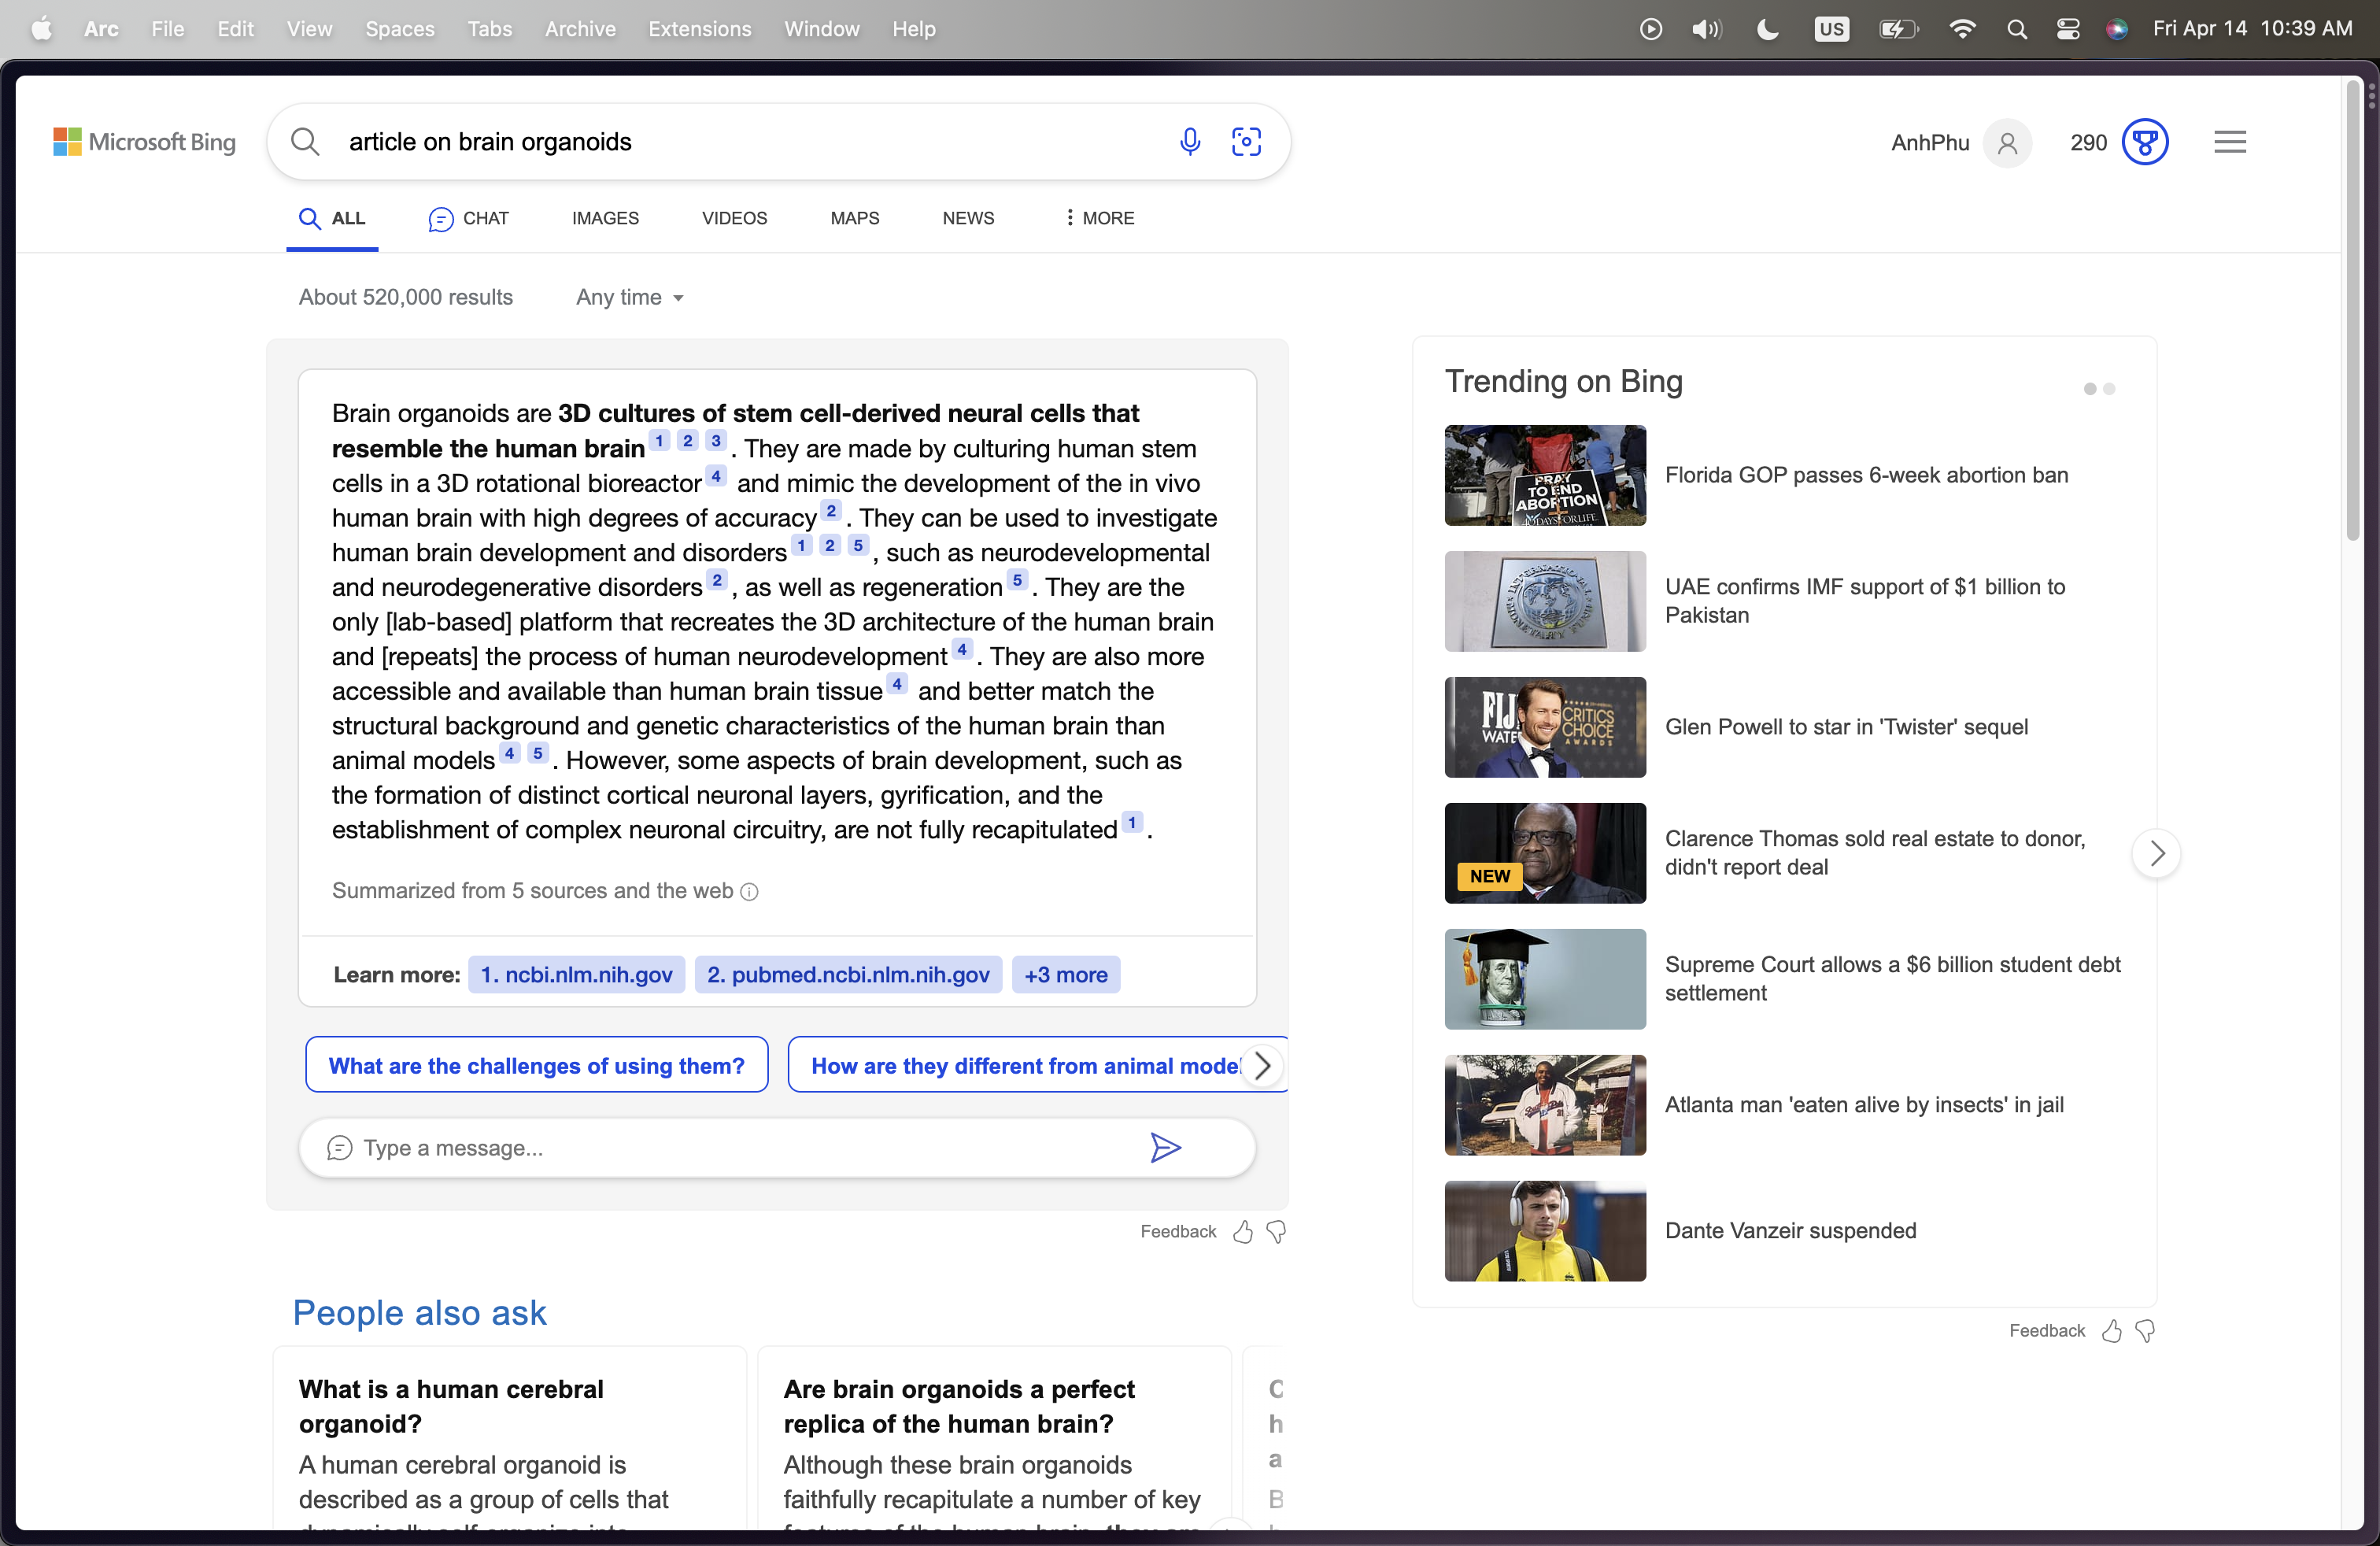 Arc File Edit View Spaces Tabs Archive Extensions Window Help US Fri Apr 14 10:39 AM
Microsoft Bing
article on brain organoids
AnhPhu
290
ALL CHAT IMAGES VIDEOS MAPS NEWS MORE
About 520,000 results Any time
Brain organoids are 3D cultures of stem cell-derived neural cells that
resemble the human brain 1 2 3 . They are made by culturing human stem
cells in a 3D rotational bioreactor 4 and mimic the development of the in vivo
human brain with high degrees of accuracy 2 . They can be used to investigate
human brain development and disorders 1 2 5 , such as neurodevelopmental
and neurodegenerative disorders 2 , as well as regeneration 5 . They are the
only [lab-based] platform that recreates the 3D architecture of the human brain
and [repeats] the process of human neurodevelopment 4 . They are also more
accessible and available than human brain tissue 4 and better match the
structural background and genetic characteristics of the human brain than
animal models 4 5 . However, some aspects of brain development, such as
the formation of distinct cortical neuronal layers, gyrification, and the
establishment of complex neuronal circuitry, are not fully recapitulated 1 .
Summarized from 5 sources and the web
Learn more: 1. ncbi.nlm.nih.gov 2. pubmed.ncbi.nlm.nih.gov +3 more
What are the challenges of using them? How are they different from animal model
Type a message...
Feedback
People also ask
What is a human cerebral
organoid?
A human cerebral organoid is
described as a group of cells that
Are brain organoids a perfect
replica of the human brain?
Although these brain organoids
faithfully recapitulate a number of key
Trending on Bing
PRAY
TO END
ABORTION
Florida GOP passes 6-week abortion ban
UAE confirms IMF support of $1 billion to
Pakistan
FIJI
WATER
CRITICS
CHOICE
AWARDS
Glen Powell to star in 'Twister' sequel
NEW
Clarence Thomas sold real estate to donor,
didn't report deal
Supreme Court allows a $6 billion student debt
settlement
Atlanta man 'eaten alive by insects' in jail
Dante Vanzeir suspended
Feedback